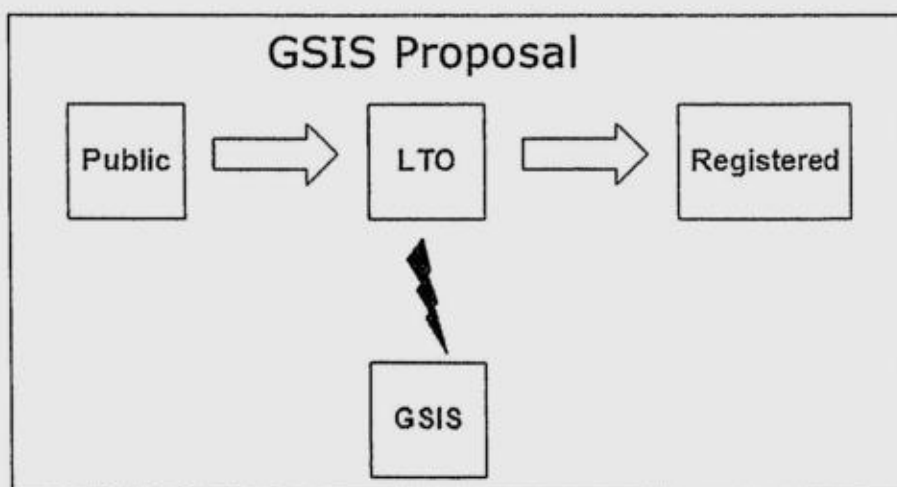 GSIS Proposal
Public
LTO
Registered
GSIS